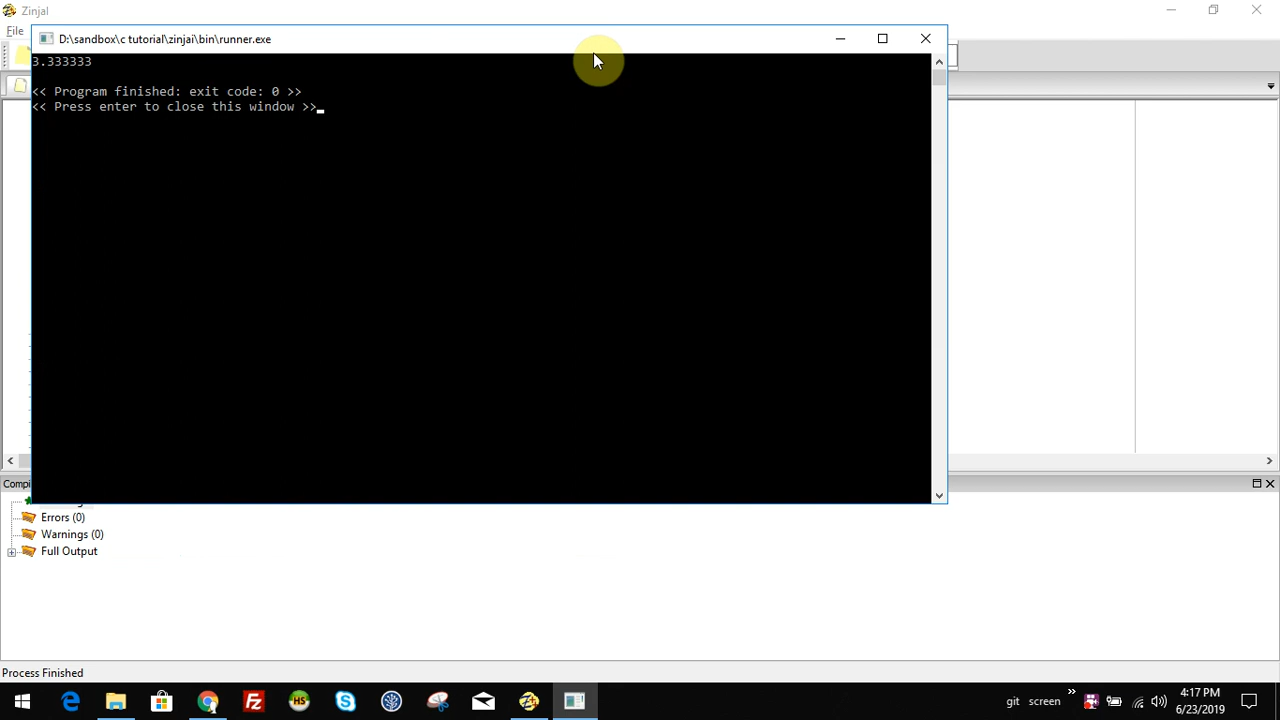 ZinjaI
File
D:\sandbox\c tutorial\zinjai\bin\runner.exe
3.333333
<< Program finished: exit code: 0 >>
<< Press enter to close this window >>
Compi
Errors (0)
Warnings (0)
Full Output
Process Finished
git screen
4:17 PM
6/23/2019